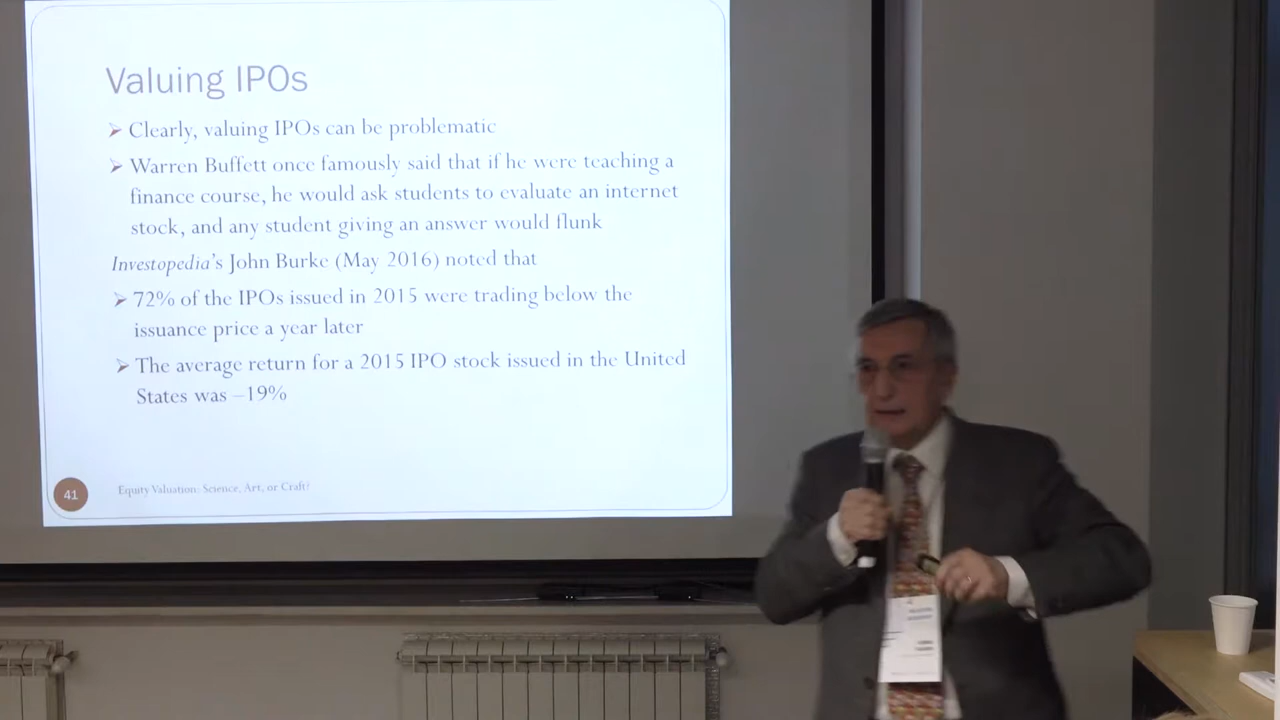 Valuing IPOs
➢ Clearly, valuing IPOs can be problematic
➢ Warren Buffett once famously said that if he were teaching a
finance course, he would ask students to evaluate an internet
stock, and any student giving an answer would flunk
Investopedia's John Burke (May 2016) noted that
➢ 72% of the IPOs issued in 2015 were trading below the
issuance price a year later
➢ The average return for a 2015 IPO stock issued in the United
States was –19%
41
Equity Valuation: Science, Art, or Craft?